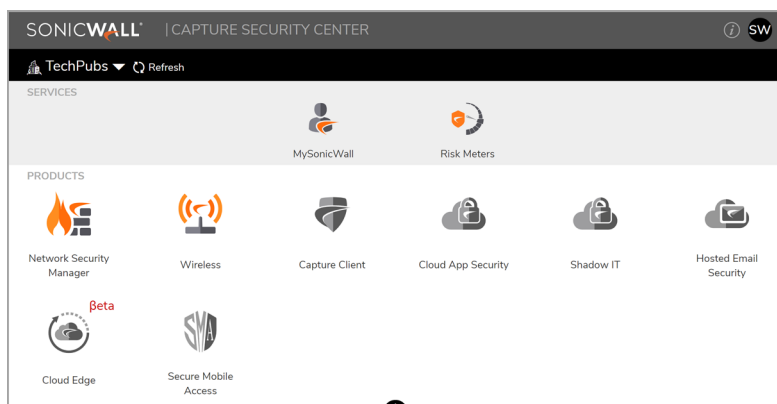 SONICWALL® | CAPTURE SECURITY CENTER
i SW
TechPubs Refresh
SERVICES
MySonicWall Risk Meters
PRODUCTS
Network Security Manager
Wireless
Capture Client
Cloud App Security
Shadow IT
Hosted Email Security
βeta
Cloud Edge
SMA
Secure Mobile Access